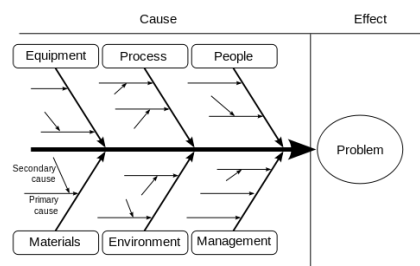 Cause
Effect
Equipment
Process
People
Problem
Secondary
cause
Primary
cause
Materials
Environment
Management